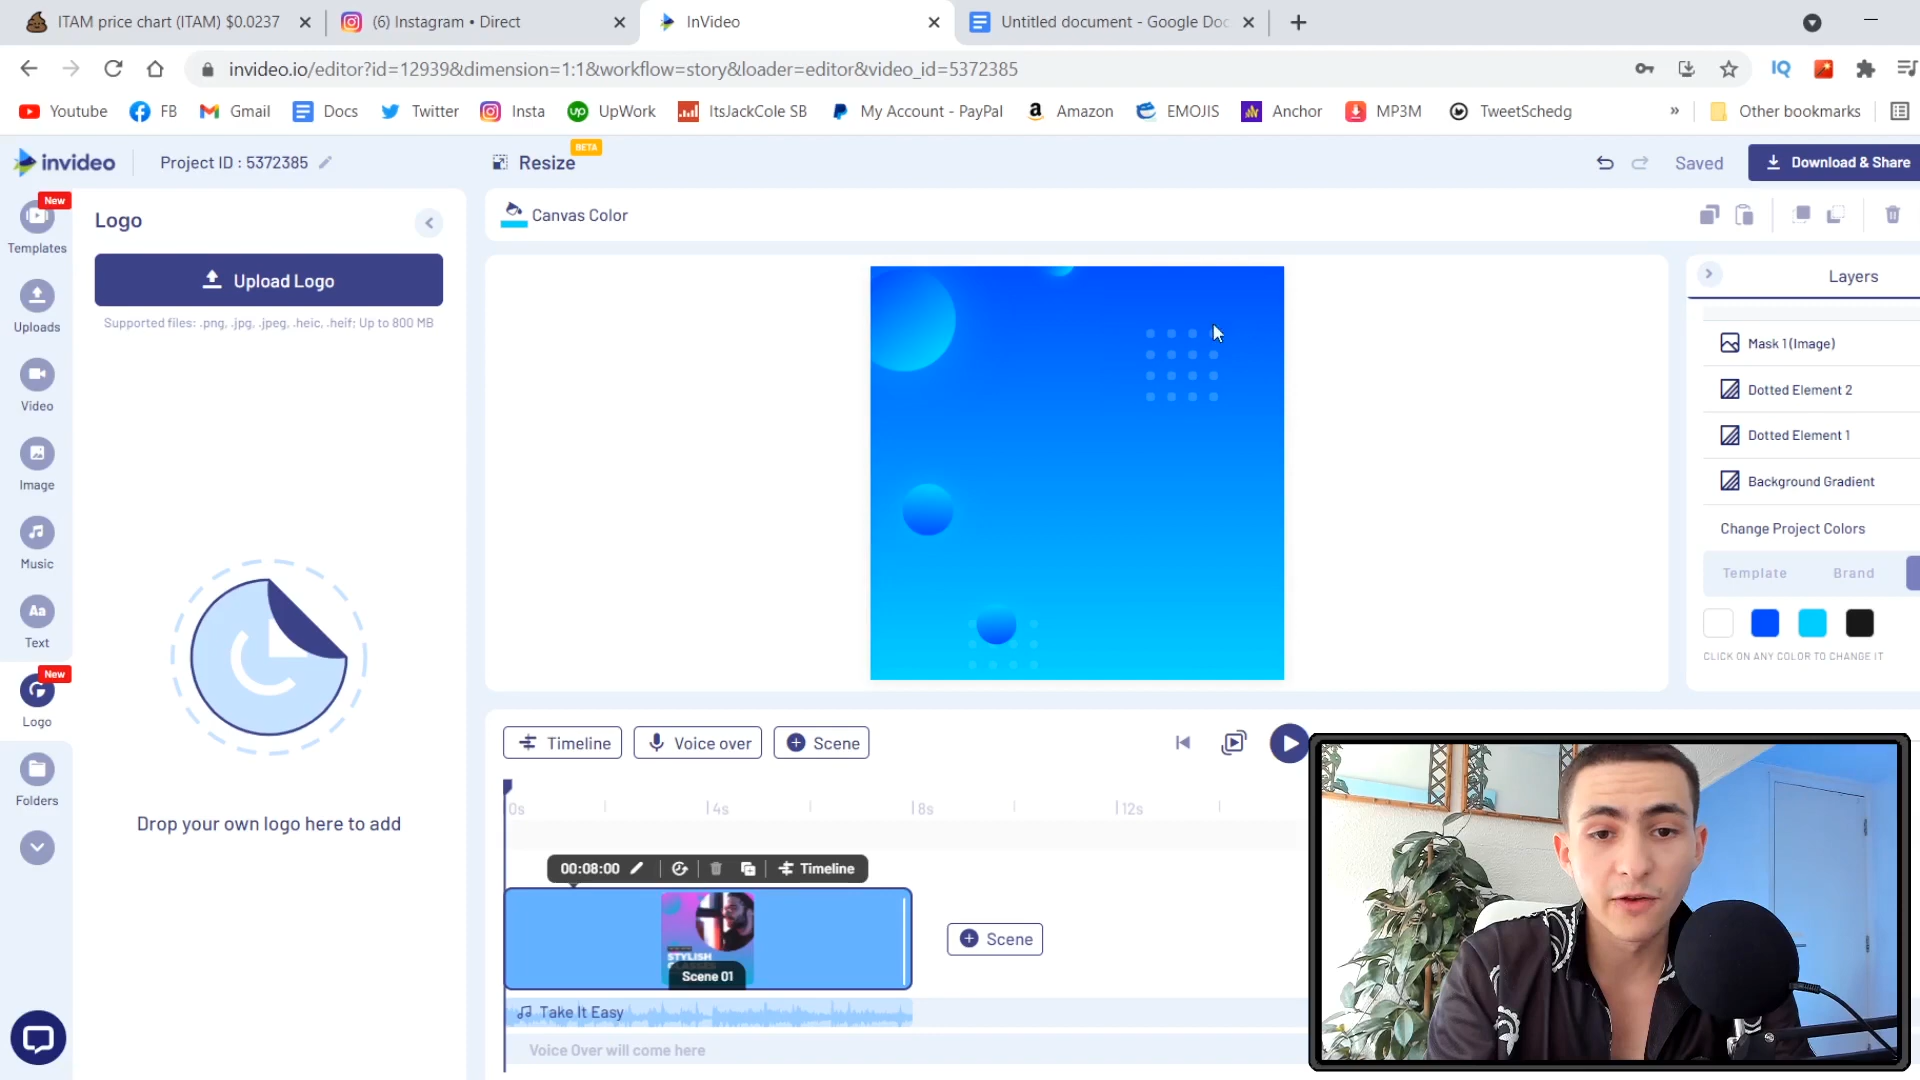 ITAM price chart (ITAM) $0.0237
(6) Instagram • Direct
InVideo
Untitled document - Google Doc
invideo.io/editor?id=12939&dimension=1:1&workflow=story&loader=editor&video_id=5372385
IQ
Youtube
FB
Gmail
Docs
Twitter
Insta
up
UpWork
ItsJackCole SB
My Account - PayPal
Amazon
EMOJIS
Anchor
MP3M
TweetSchedg
»
Other bookmarks
invideo
Project ID : 5372385
Resize
BETA
Saved
Download & Share
New
Templates
Uploads
Video
Image
Music
Aa
Text
New
Logo
Folders
Logo
Upload Logo
Supported files: .png, .jpg, .jpeg, .heic, .heif; Up to 800 MB
Drop your own logo here to add
Canvas Color
Layers
Mask 1 (Image)
Dotted Element 2
Dotted Element 1
Background Gradient
Change Project Colors
Template
Brand
CLICK ON ANY COLOR TO CHANGE IT
Timeline
Voice over
Scene
0s
4s
8s
12s
00:08:00
Timeline
STYLISH
Scene 01
Scene
Take It Easy
Voice Over will come here